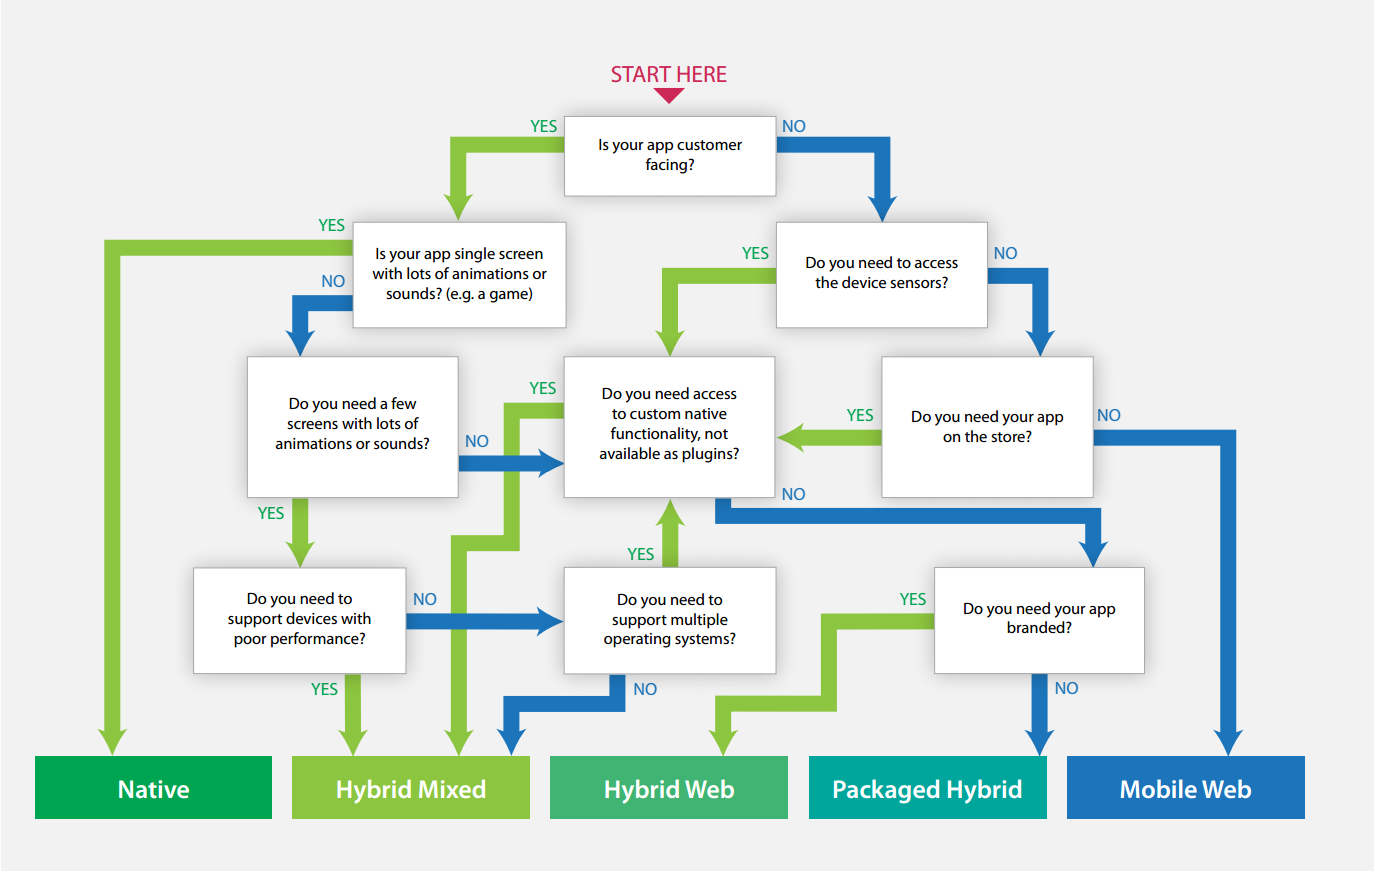 START HERE
YES
NO
Is your app customer
facing?
YES
Is your app single screen
with lots of animations or
sounds? (e.g. a game)
NO
YES
Do you need to access
the device sensors?
NO
Do you need a few
screens with lots of
animations or sounds?
NO
YES
YES
Do you need access
to custom native
functionality, not
available as plugins?
NO
YES
Do you need your app
on the store?
NO
Do you need to
support devices with
poor performance?
NO
YES
YES
Do you need to
support multiple
operating systems?
NO
YES
Do you need your app
branded?
NO
Native
Hybrid Mixed
Hybrid Web
Packaged Hybrid
Mobile Web